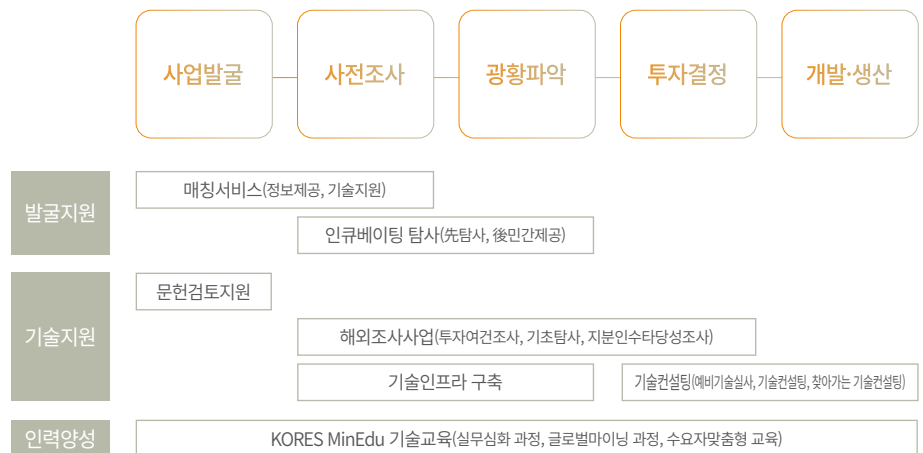 사업발굴 사전조사 광황파악 투자결정 개발·생산
발굴지원
매칭서비스(정보제공, 기술지원)
인큐베이팅 탐사(先탐사, 後민간제공)
기술지원
문헌검토지원
해외조사사업(투자여건조사, 기초탐사, 지분인수타당성조사)
기술인프라 구축
기술컨설팅(예비기술실사, 기술컨설팅, 찾아가는 기술컨설팅)
인력양성
KORES MinEdu 기술교육(실무심화 과정, 글로벌마이닝 과정, 수요자맞춤형 교육)